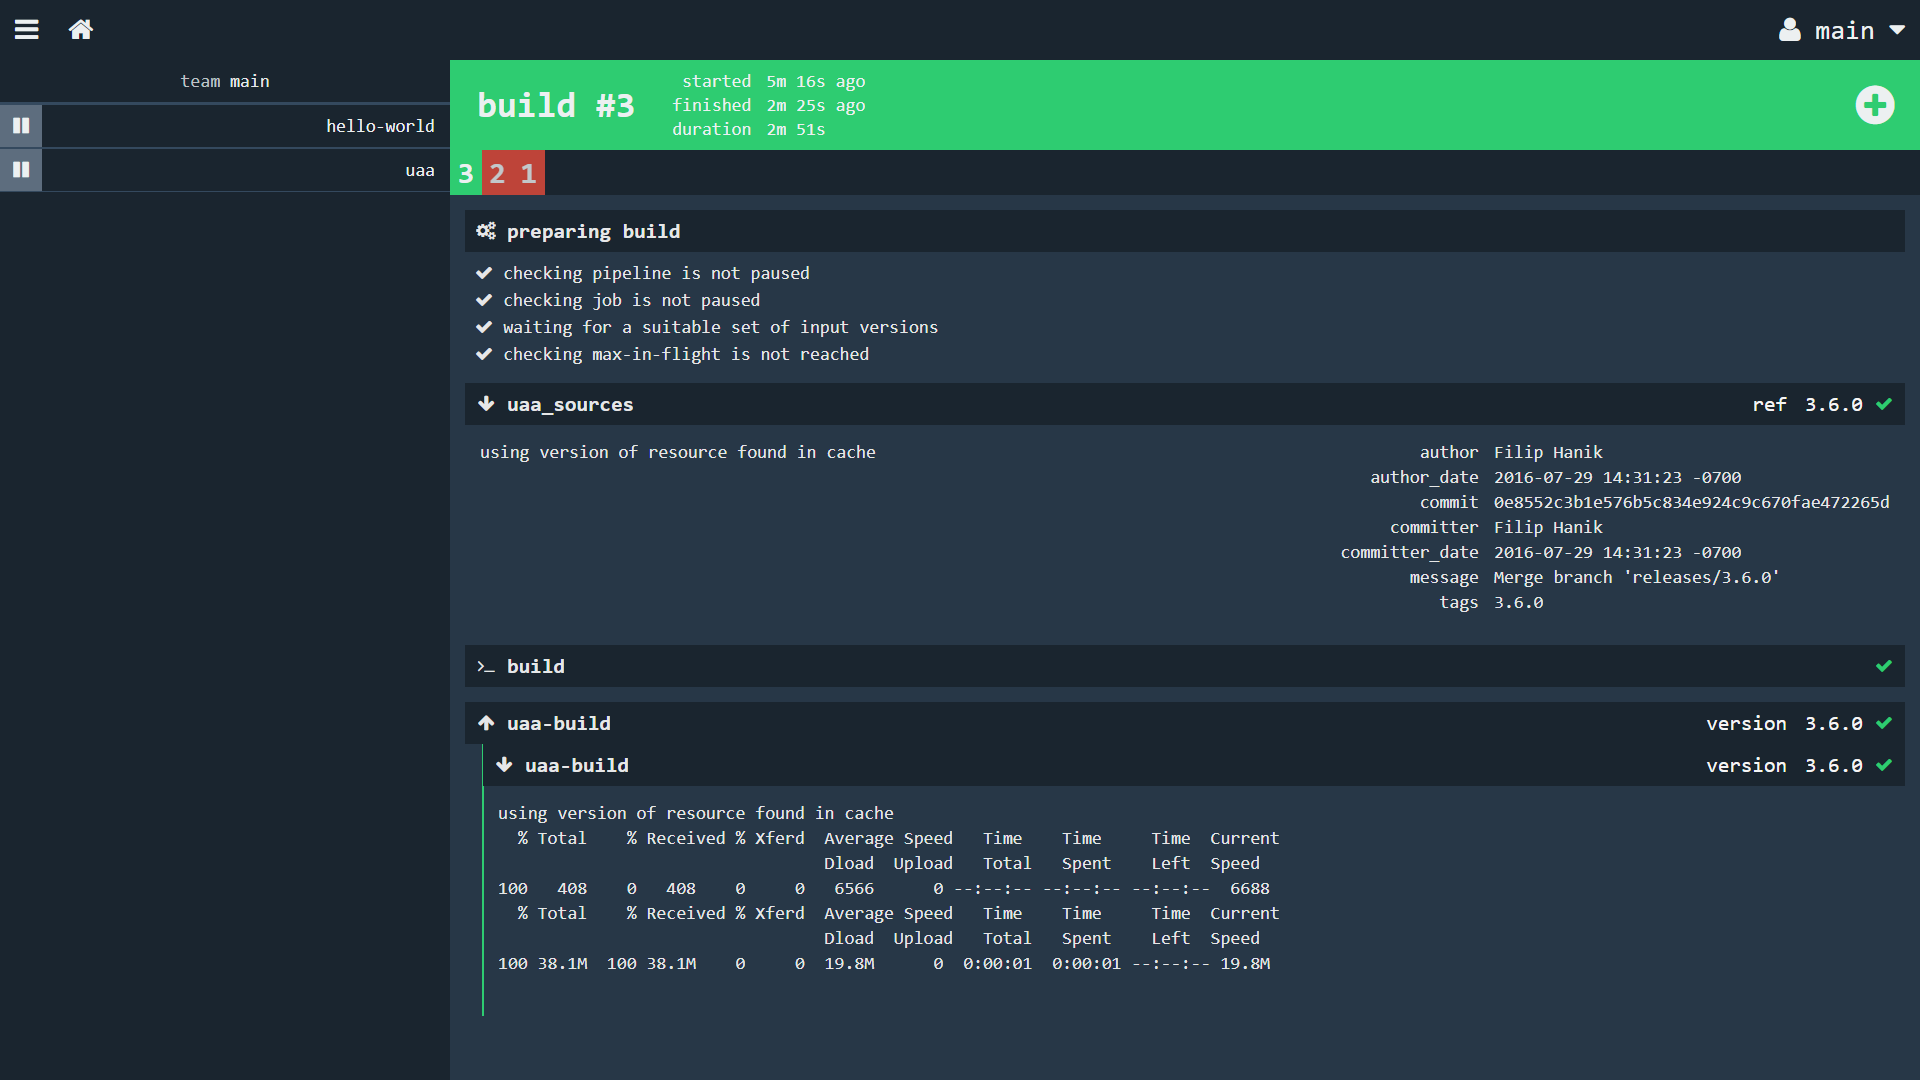 main
team main
hello-world
uaa
build #3
started 5m 16s ago
finished 2m 25s ago
duration 2m 51s
3 2 1
preparing build
checking pipeline is not paused
checking job is not paused
waiting for a suitable set of input versions
checking max-in-flight is not reached
uaa_sources ref 3.6.0
using version of resource found in cache
author Filip Hanik
author_date 2016-07-29 14:31:23 -0700
commit 0e8552c3b1e576b5c834e924c9c670fae472265d
committer Filip Hanik
committer_date 2016-07-29 14:31:23 -0700
message Merge branch 'releases/3.6.0'
tags 3.6.0
>_ build
uaa-build version 3.6.0
uaa-build version 3.6.0
using version of resource found in cache
% Total % Received % Xferd Average Speed Time Time Time Current
Dload Upload Total Spent Left Speed
100 408 0 408 0 0 6566 0 --:--:-- --:--:-- --:--:-- 6688
% Total % Received % Xferd Average Speed Time Time Time Current
Dload Upload Total Spent Left Speed
100 38.1M 100 38.1M 0 0 19.8M 0 0:00:01 0:00:01 --:--:-- 19.8M